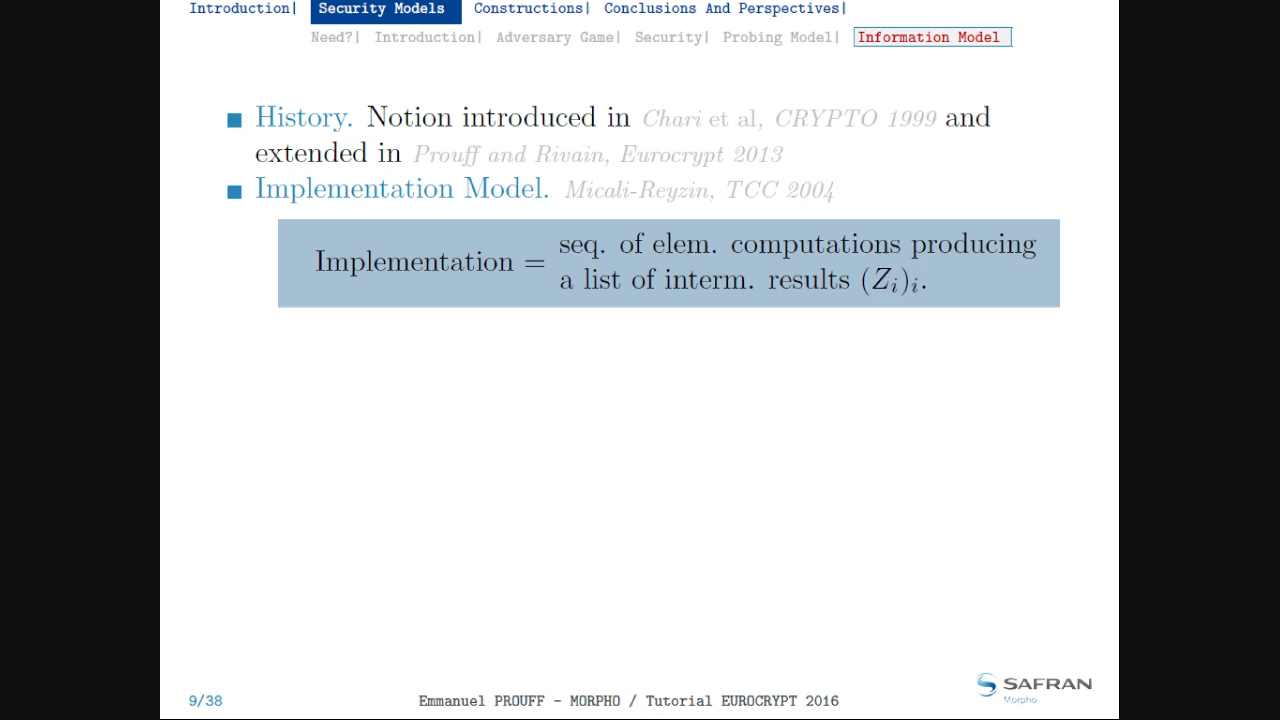 Introduction| Security Models Constructions| Conclusions And Perspectives|
Need?| Introduction| Adversary Game| Security| Probing Model| Information Model
History. Notion introduced in Chari et al, CRYPTO 1999 and
extended in Prouff and Rivain, Eurocrypt 2013
Implementation Model. Micali-Reyzin, TCC 2004
seq. of elem. computations producing
Implementation =
a list of interm. results (Z_i)_i.
SAFRAN
Morpho
9/38 Emmanuel PROUFF - MORPHO / Tutorial EUROCRYPT 2016